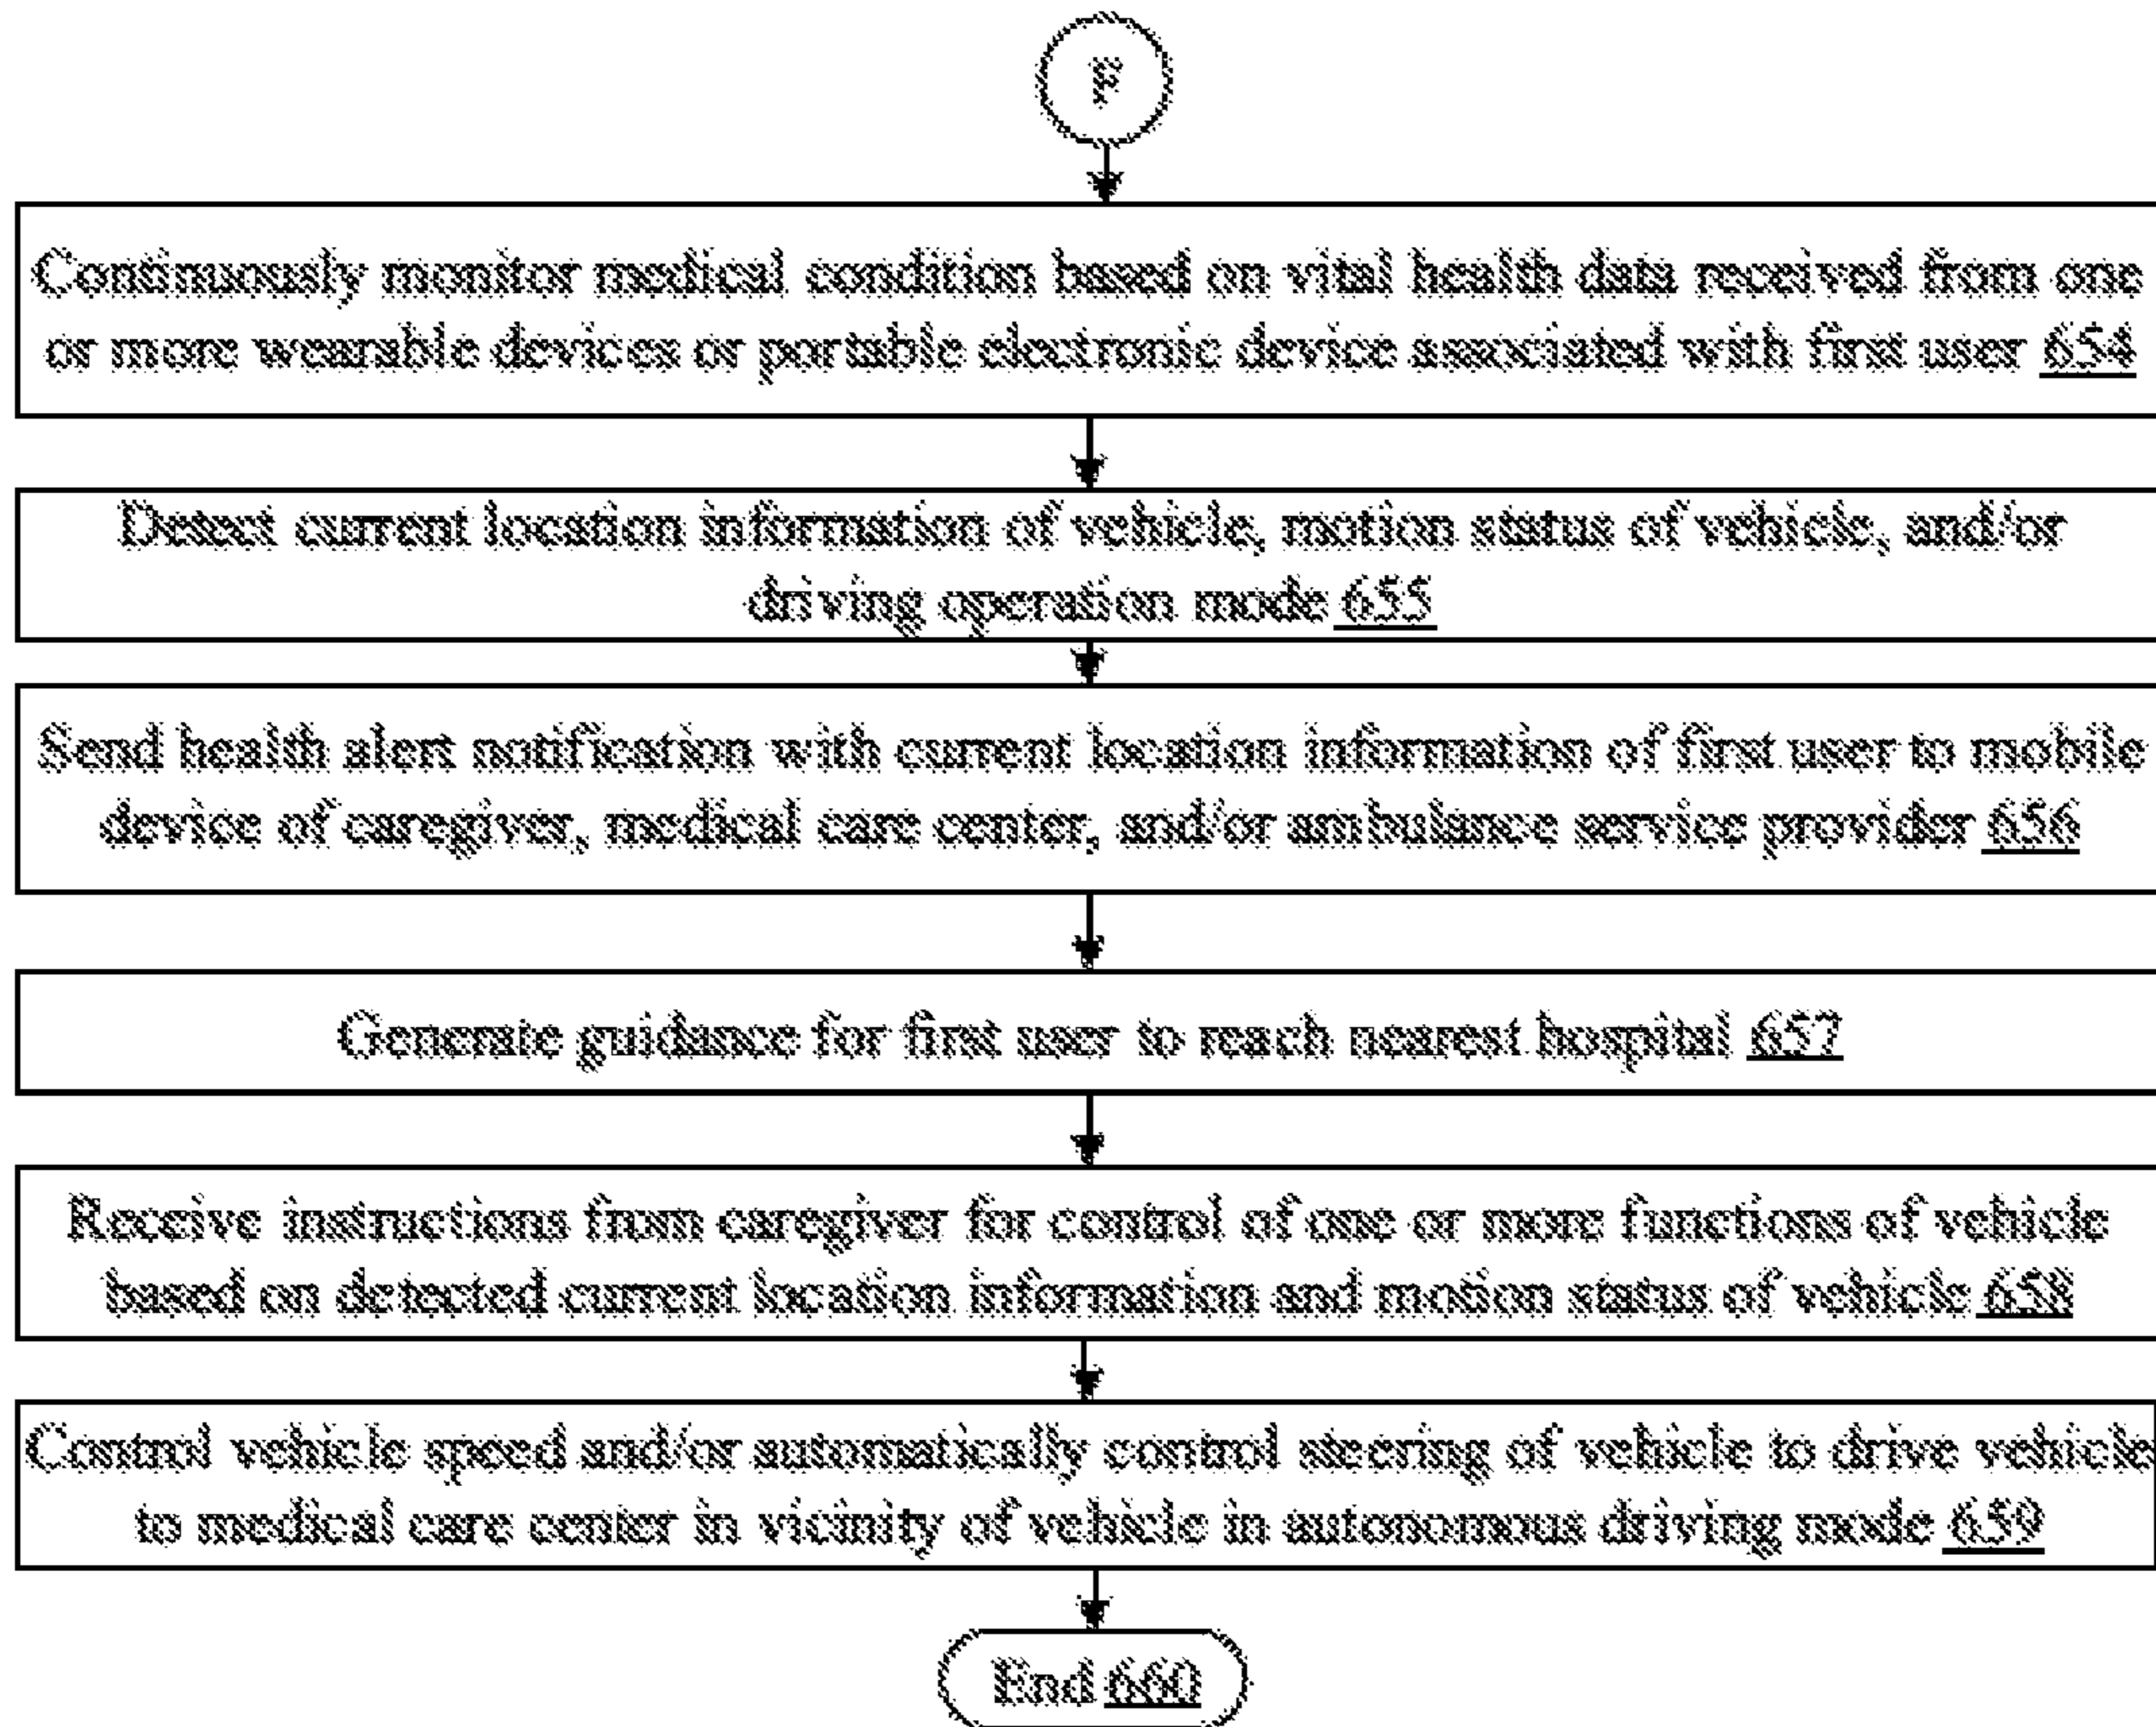 F
Continuously monitor medical condition based on vital health data received from one
or more wearable devices or portable electronic device associated with first user 654
Detect current location information of vehicle, motion status of vehicle, and/or
driving operation mode 655
Send health alert notification with current location information of first user to mobile
device of caregiver, medical care center, and/or ambulance service provider 656
Generate guidance for first user to reach nearest hospital 657
Receive instructions from caregiver for control of one or more functions of vehicle
based on detected current location information and motion status of vehicle 658
Control vehicle speed and/or automatically control steering of vehicle to drive vehicle
to medical care center in vicinity of vehicle in autonomous driving mode 659
End 660